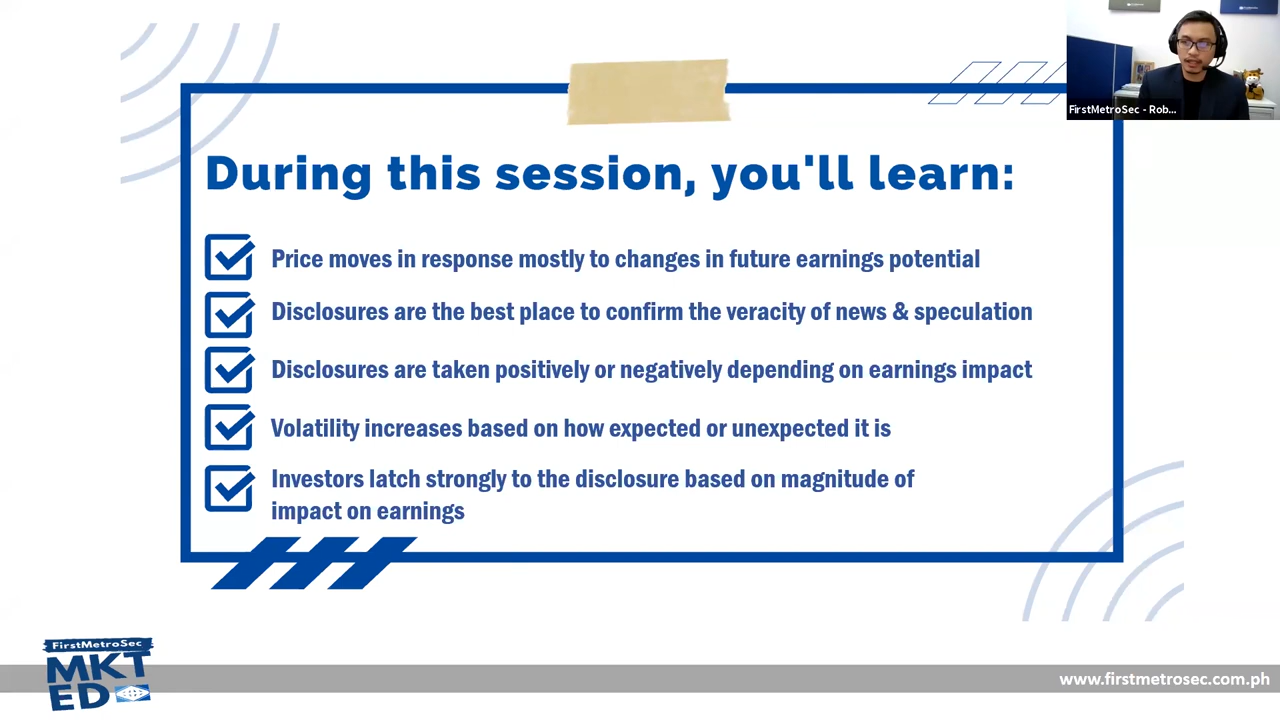 FirstMetroSec - Rob...
During this session, you'll learn:
Price moves in response mostly to changes in future earnings potential
Disclosures are the best place to confirm the veracity of news & speculation
Disclosures are taken positively or negatively depending on earnings impact
Volatility increases based on how expected or unexpected it is
Investors latch strongly to the disclosure based on magnitude of
impact on earnings
FirstMetroSec
MKT
ED
www.firstmetrosec.com.ph